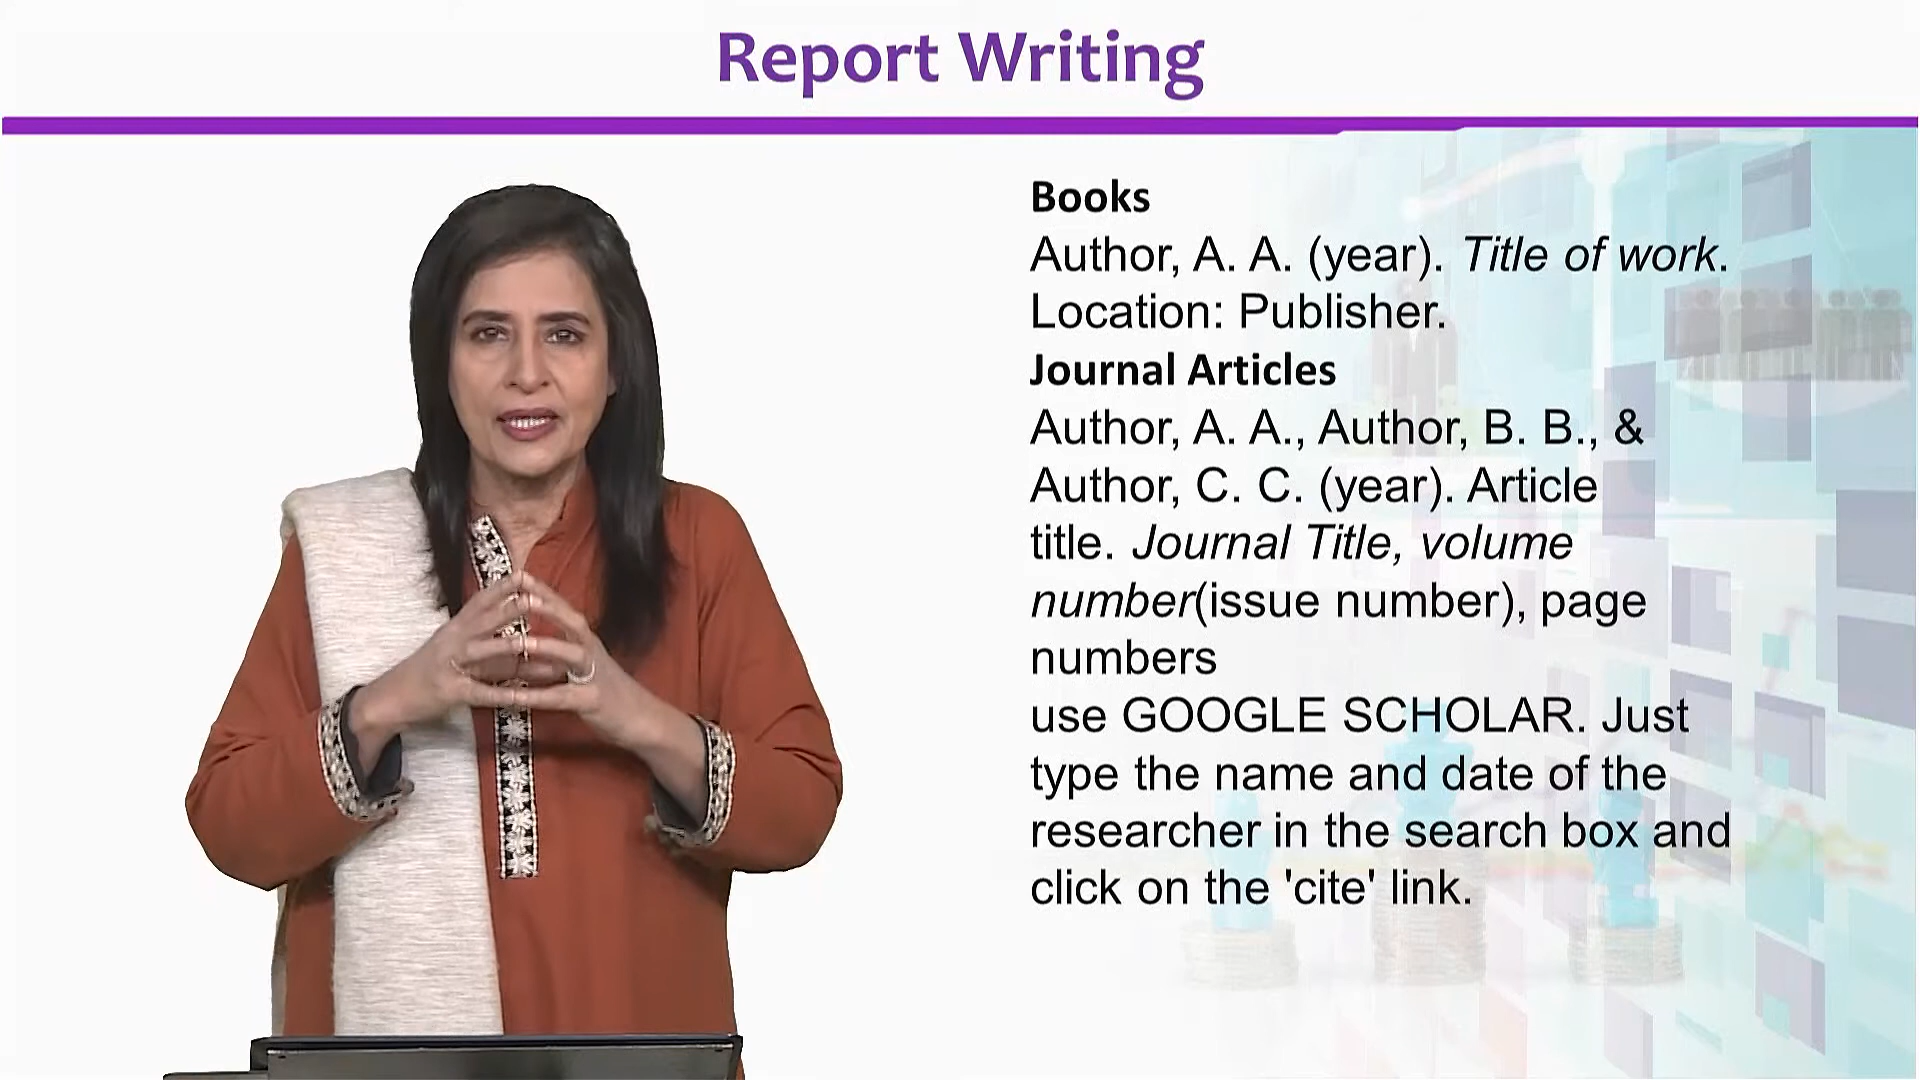 Report Writing
Books
Author, A. A. (year). Title of work.
Location: Publisher.
Journal Articles
Author, A. A., Author, B. B., &
Author, C. C. (year). Article
title. Journal Title, volume
number(issue number), page
numbers
use GOOGLE SCHOLAR. Just
type the name and date of the
researcher in the search box and
click on the 'cite' link.